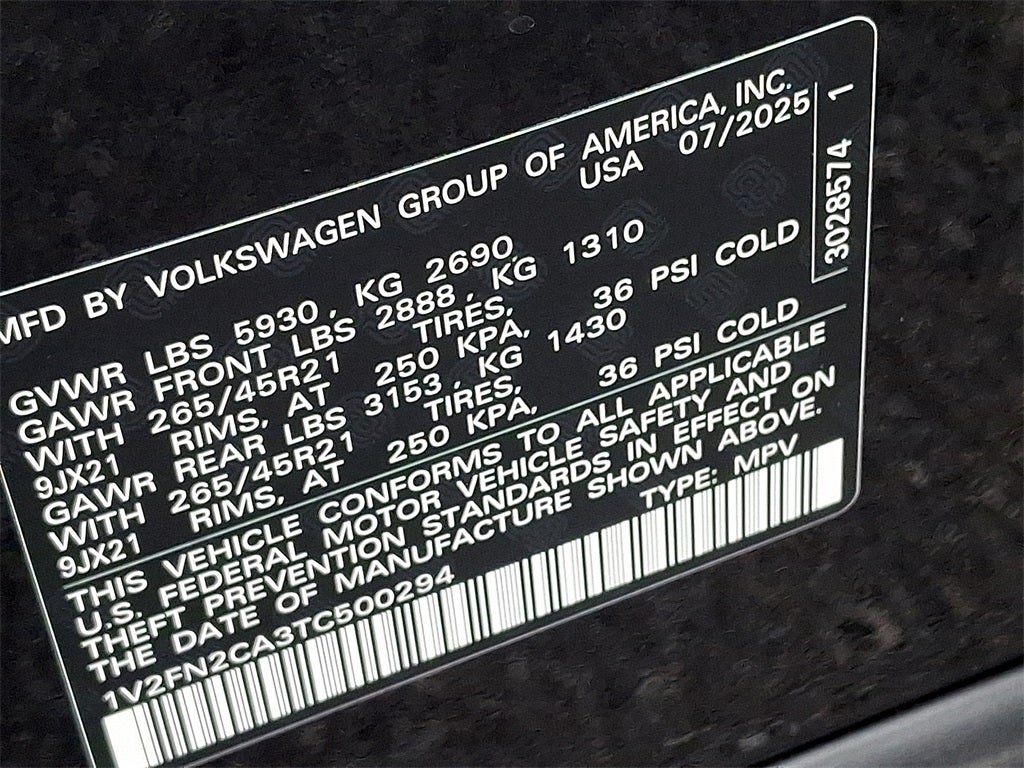 MFD BY VOLKSWAGEN GROUP OF AMERICA, INC.
USA 07/2025
GVWR LBS 5930, KG 2690,
GAWR FRONT LBS 2888, KG 1310
WITH 265/45R21 TIRES,
9JX21 RIMS, AT 250 KPA, 36 PSI COLD
GAWR REAR LBS 3153, KG 1430
WITH 265/45R21 TIRES,
9JX21 RIMS, AT 250 KPA, 36 PSI COLD
THIS VEHICLE CONFORMS TO ALL APPLICABLE
U.S. FEDERAL MOTOR VEHICLE SAFETY AND
THEFT PREVENTION STANDARDS IN EFFECT ON
THE DATE OF MANUFACTURE SHOWN ABOVE.
1V2FN2CA3TC500294 TYPE: MPV
3028574 1